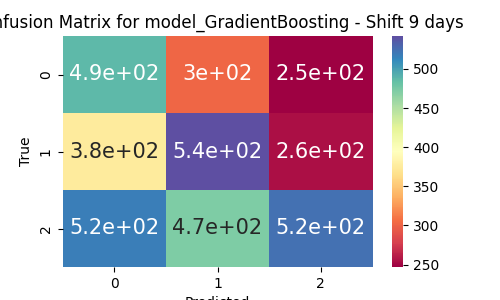 nfusion Matrix for model_GradientBoosting - Shift 9 days
0 4.9e+02 3e+02 2.5e+02
1 3.8e+02 5.4e+02 2.6e+02
2 5.2e+02 4.7e+02 5.2e+02
True
0 1 2
Predicted
500
450
400
350
300
250